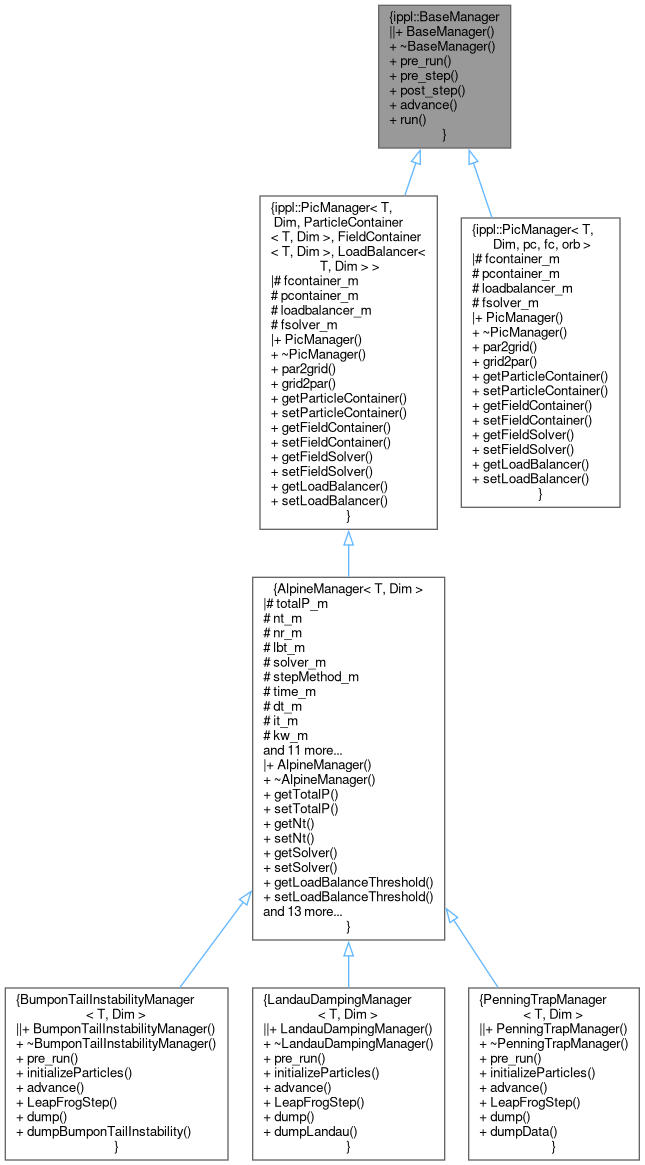 {ippl::BaseManager
||+ BaseManager()
+ ~BaseManager()
+ pre_run()
+ pre_step()
+ post_step()
+ advance()
+ run()
}
{ippl::PicManager< T,
Dim, ParticleContainer
< T, Dim >, FieldContainer
< T, Dim >, LoadBalancer<
T, Dim > >
|# fcontainer_m
# pcontainer_m
# loadbalancer_m
# fsolver_m
|+ PicManager()
+ ~PicManager()
+ par2grid()
+ grid2par()
+ getParticleContainer()
+ setParticleContainer()
+ getFieldContainer()
+ setFieldContainer()
+ getFieldSolver()
+ setFieldSolver()
+ getLoadBalancer()
+ setLoadBalancer()
}
{ippl::PicManager< T,
Dim, pc, fc, orb >
|# fcontainer_m
# pcontainer_m
# loadbalancer_m
# fsolver_m
|+ PicManager()
+ ~PicManager()
+ par2grid()
+ grid2par()
+ getParticleContainer()
+ setParticleContainer()
+ getFieldContainer()
+ setFieldContainer()
+ getFieldSolver()
+ setFieldSolver()
+ getLoadBalancer()
+ setLoadBalancer()
}
{AlpineManager< T, Dim >
|# totalP_m
# nt_m
# nr_m
# lbt_m
# solver_m
# stepMethod_m
# time_m
# dt_m
# it_m
# kw_m
and 11 more...
|+ AlpineManager()
+ ~AlpineManager()
+ getTotalP()
+ setTotalP()
+ getNt()
+ setNt()
+ getSolver()
+ setSolver()
+ getLoadBalanceThreshold()
+ setLoadBalanceThreshold()
and 13 more...
}
{BumponTailInstabilityManager
< T, Dim >
||+ BumponTailInstabilityManager()
+ ~BumponTailInstabilityManager()
+ pre_run()
+ initializeParticles()
+ advance()
+ LeapFrogStep()
+ dump()
+ dumpBumponTailInstability()
}
{LandauDampingManager
< T, Dim >
||+ LandauDampingManager()
+ ~LandauDampingManager()
+ pre_run()
+ initializeParticles()
+ advance()
+ LeapFrogStep()
+ dump()
+ dumpLandau()
}
{PenningTrapManager
< T, Dim >
||+ PenningTrapManager()
+ ~PenningTrapManager()
+ pre_run()
+ initializeParticles()
+ advance()
+ LeapFrogStep()
+ dump()
+ dumpData()
}